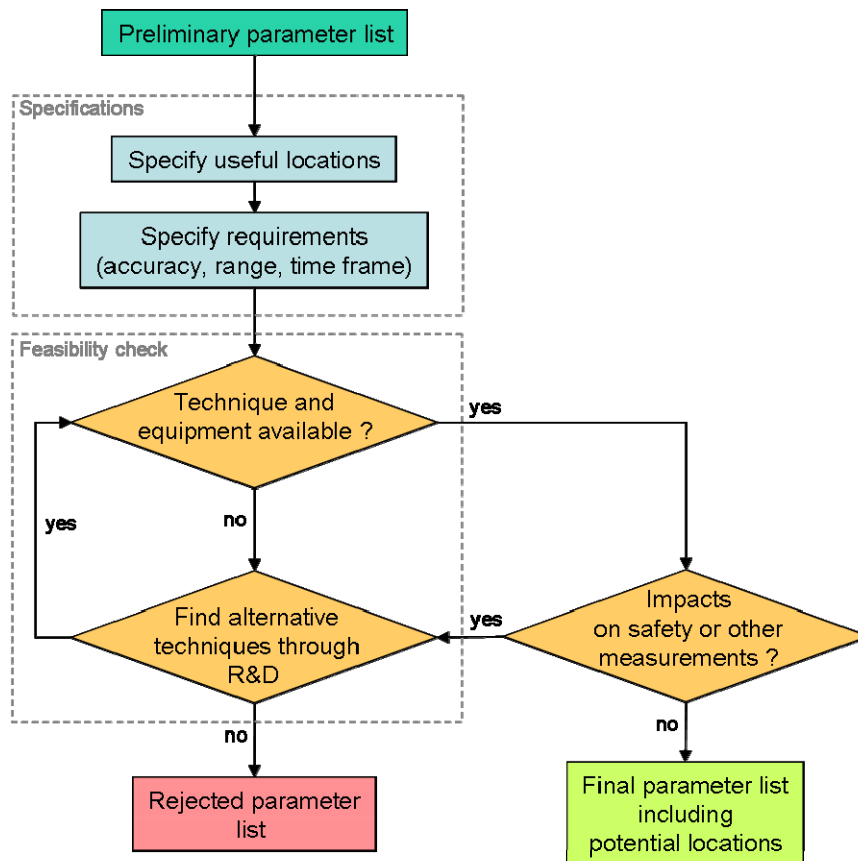 Preliminary parameter list
Specifications
Specify useful locations
Specify requirements
(accuracy, range, time frame)
Feasibility check
Technique and
equipment available ?
yes
no
yes
Find alternative
techniques through
R&D
yes
Impacts
on safety or other
measurements ?
no
no
Rejected parameter
list
Final parameter list
including
potential locations